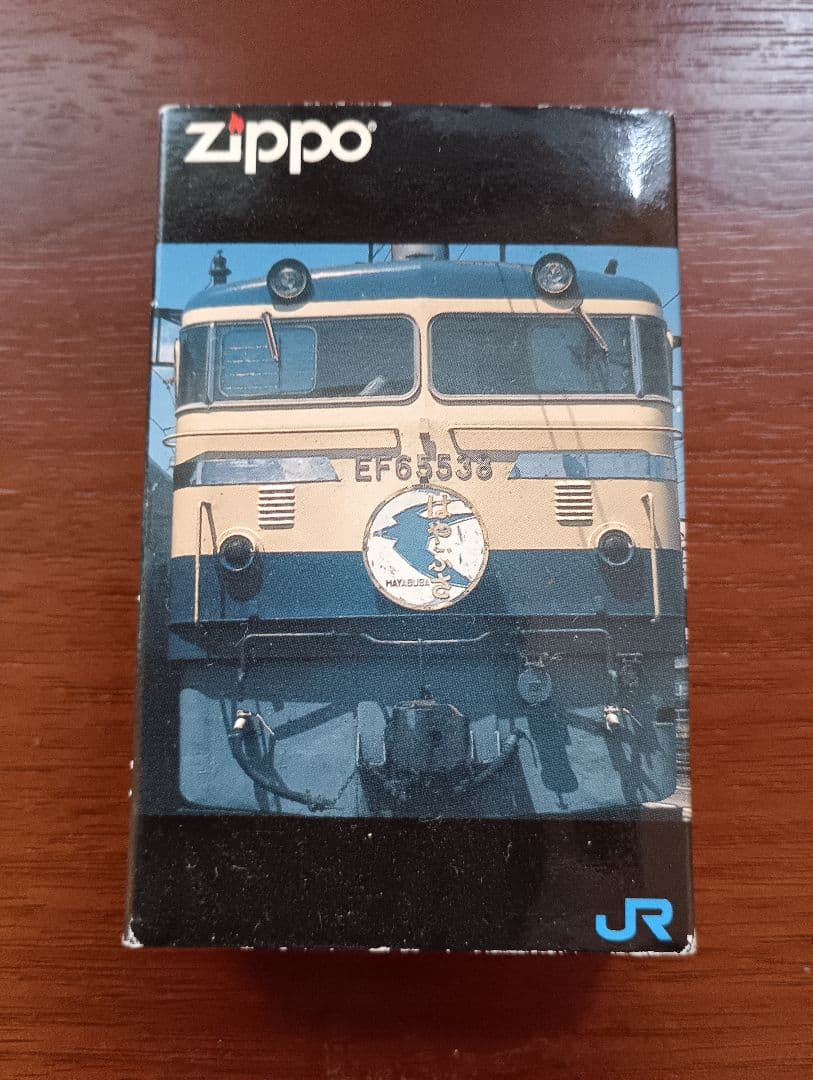 zippo®
EF65538
はやぶさ
HAYABUSA
JR